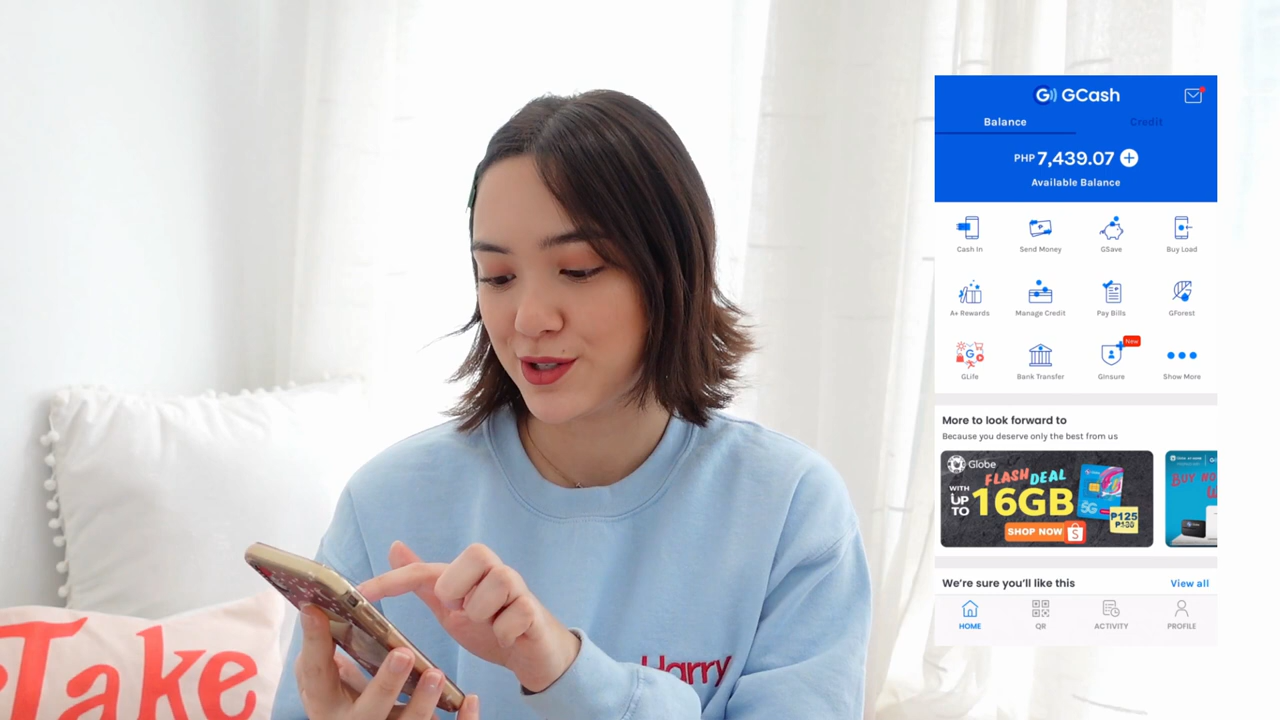 Take
Harry
GCash
Balance
Credit
PHP 7,439.07
Available Balance
Cash In
Send Money
GSave
Buy Load
A+ Rewards
Manage Credit
Pay Bills
GForest
New
GLife
Bank Transfer
GInsure
Show More
More to look forward to
Because you deserve only the best from us
Globe
FLASH DEAL
WITH
UP
TO
16GB
5G
₱125
SHOP NOW
BUY NO
We're sure you'll like this
View all
HOME
QR
ACTIVITY
PROFILE